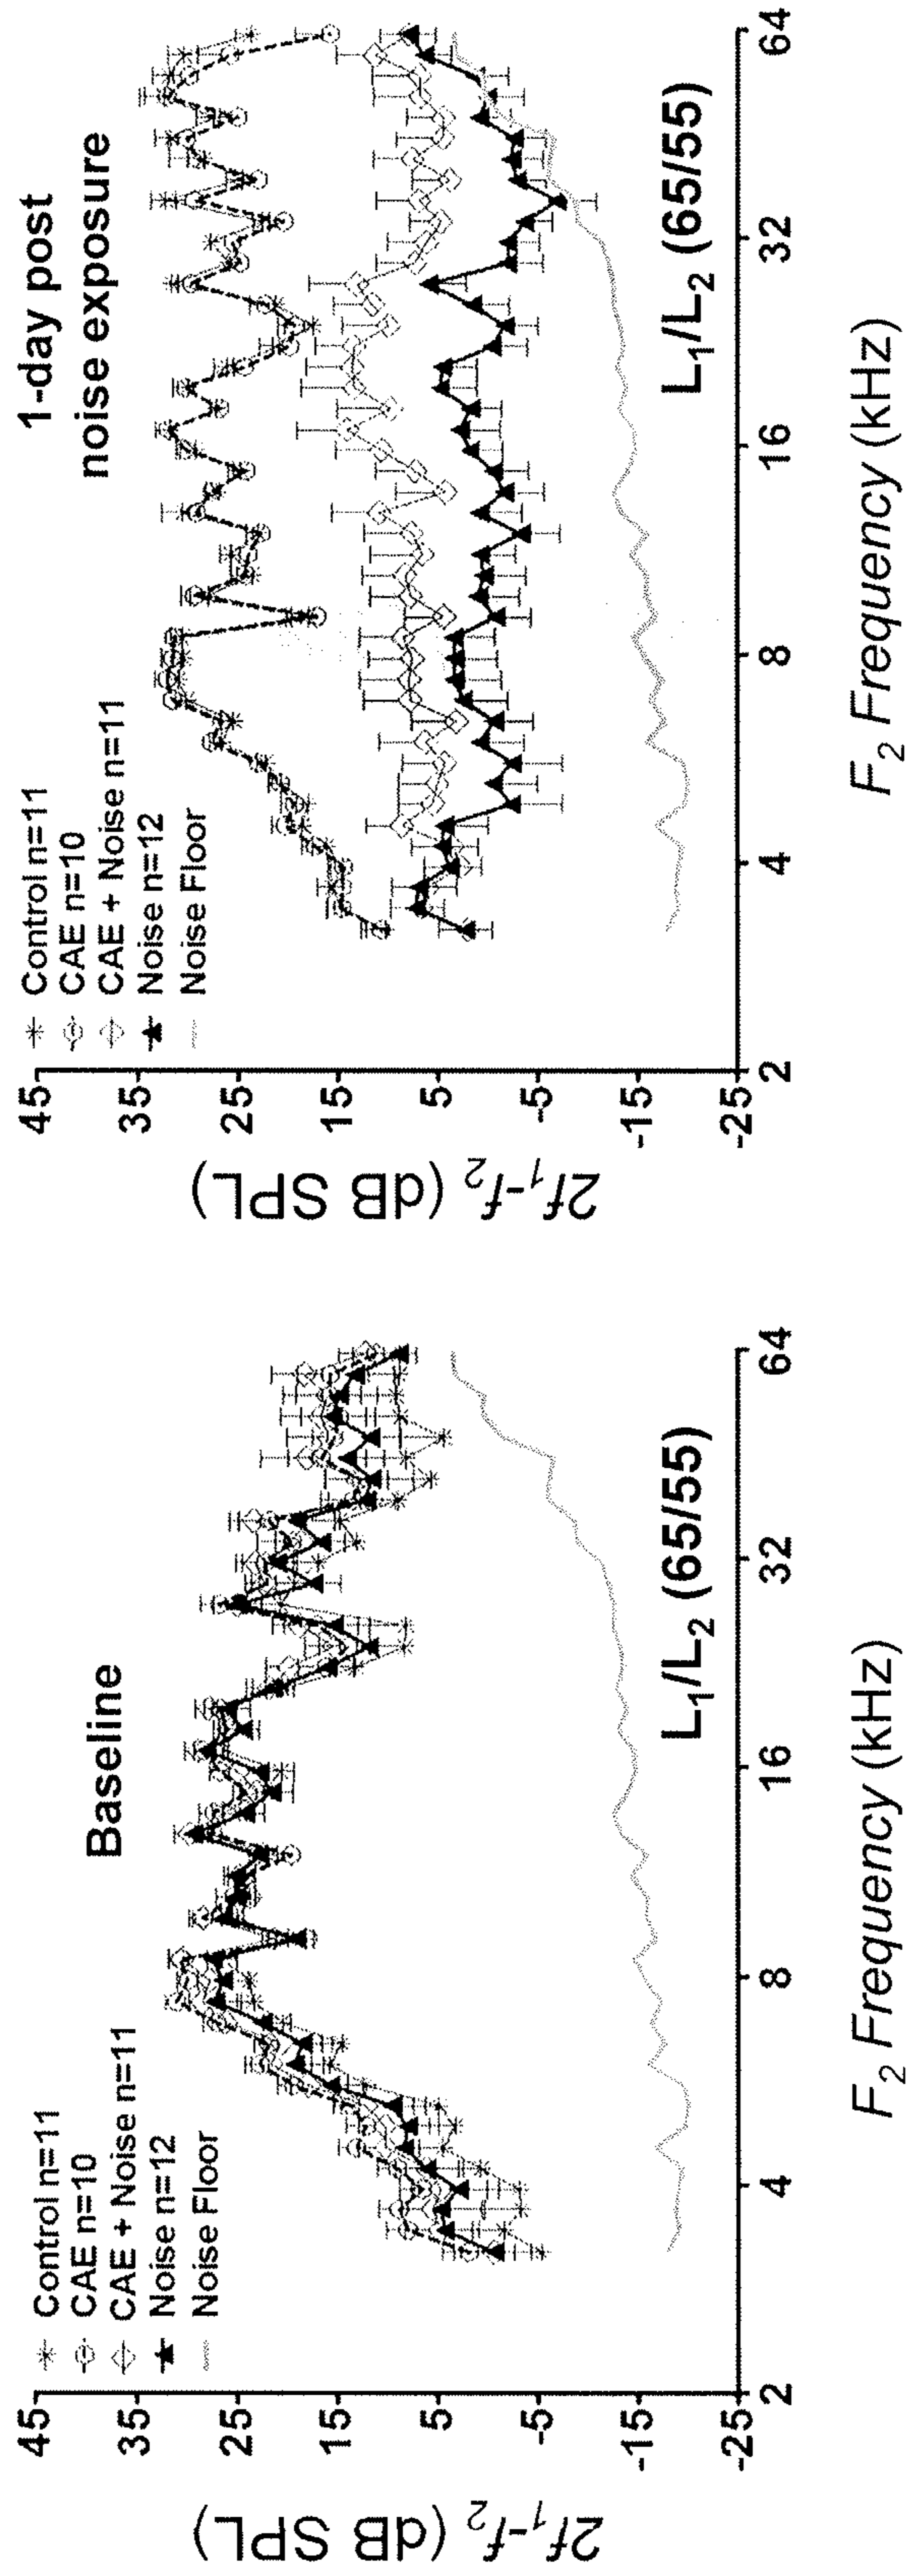 Baseline
Control n=11
CAE n=10
CAE + Noise n=11
Noise n=12
Noise Floor
45
35
25
15
5
-5
-15
-25
2f₁-f₂ (dB SPL)
L₁/L₂ (65/55)
2 4 8 16 32 64
F₂ Frequency (kHz)
1-day post
noise exposure
Control n=11
CAE n=10
CAE + Noise n=11
Noise n=12
Noise Floor
45
35
25
15
5
-5
-15
-25
2f₁-f₂ (dB SPL)
L₁/L₂ (65/55)
2 4 8 16 32 64
F₂ Frequency (kHz)